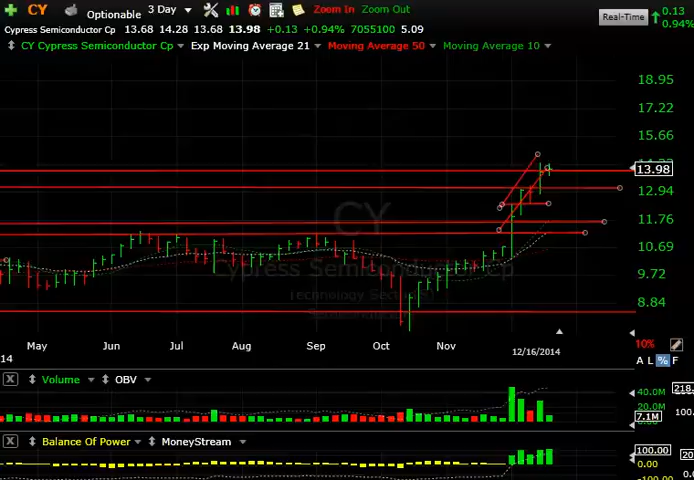 CY Optionable 3 Day Zoom In Zoom Out Real-Time 0.13 0.94%
Cypress Semiconductor Cp 13.68 14.28 13.68 13.98 +0.13 +0.94% 7055100 5.09
CY Cypress Semiconductor Cp Exp Moving Average 21 Moving Average 50 Moving Average 10
18.95
17.22
15.66
13.98
12.94
CY
11.76
10.69
Cypress Semiconductor Cp
9.72
Technology Sector
8.84
May Jun Jul Aug Sep Oct Nov 10%
14 12/16/2014 A L % F
X Volume OBV
218.
40.0M
20.0M 100.
7.1M
X Balance Of Power MoneyStream
100.00
0.00 20
-100.00